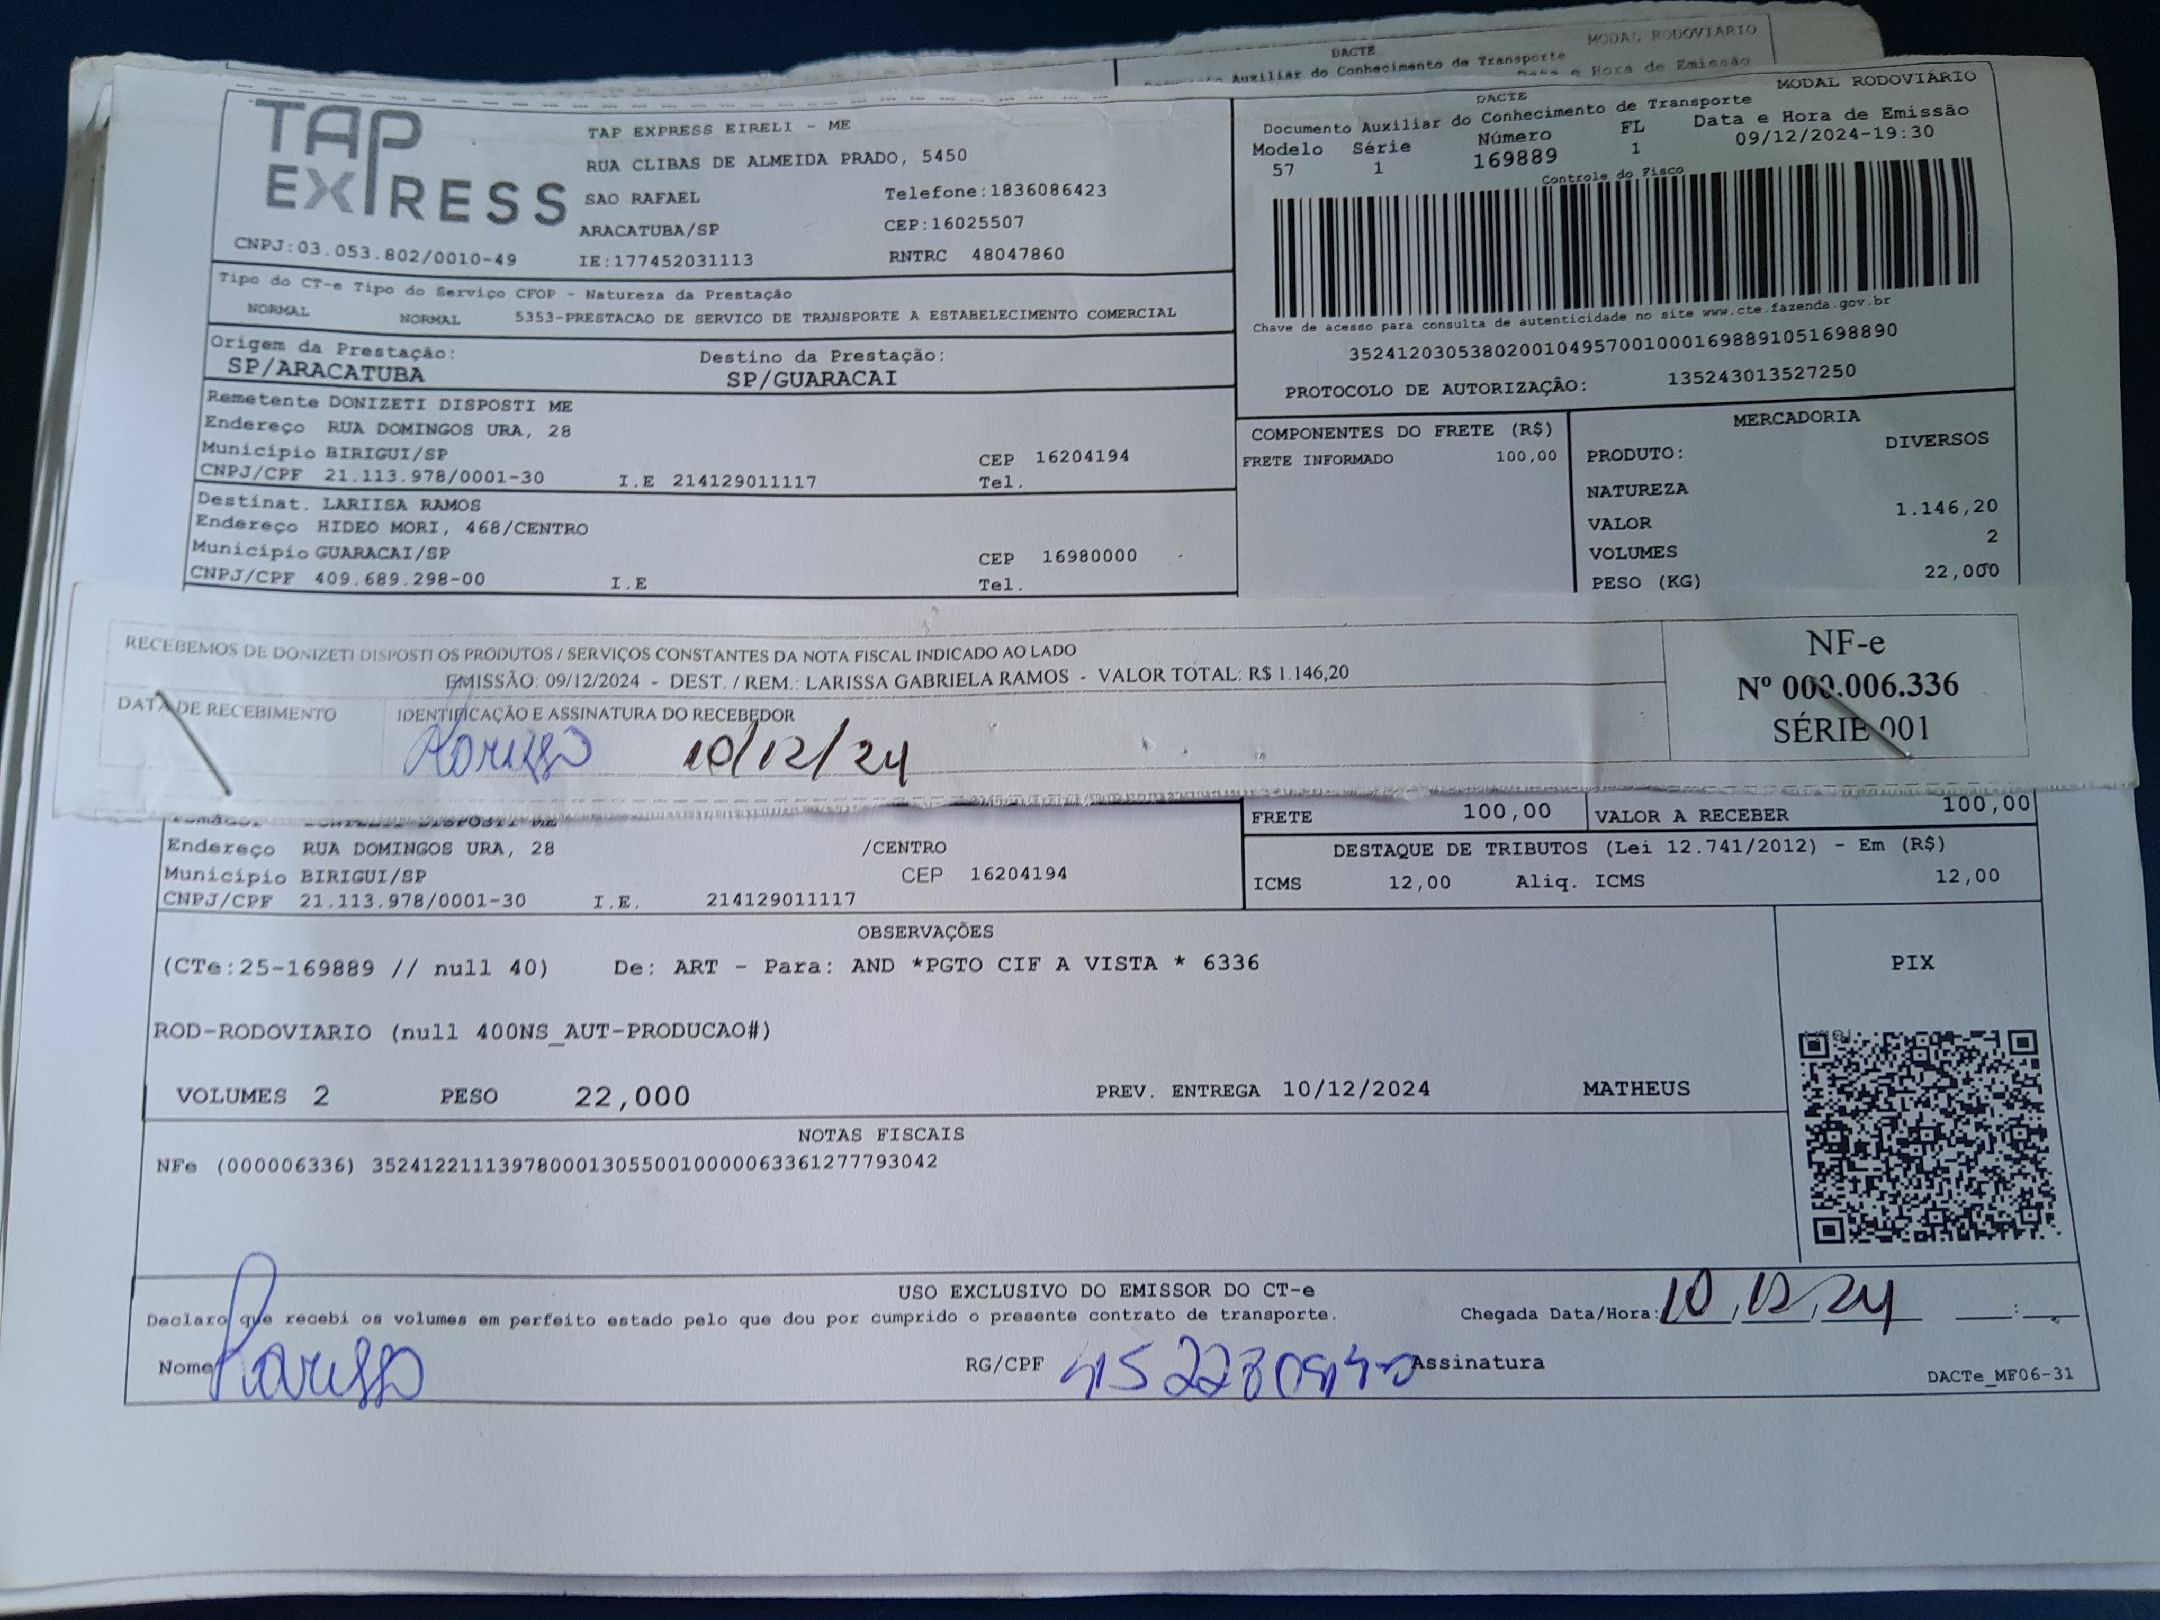 DACTE
MODAL RODOVIÁRIO
Auxiliar do Conhecimento de Transporte
e Hora de Emissão
TAP EXPRESS
TAP EXPRESS EIRELI - ME
RUA CLIBAS DE ALMEIDA PRADO, 5450
SAO RAFAEL Telefone:1836086423
ARACATUBA/SP CEP:16025507
CNPJ:03.053.802/0010-49 IE:177452031113 RNTRC 48047860
DACTE MODAL RODOVIÁRIO
Documento Auxiliar do Conhecimento de Transporte
Modelo Série Número FL Data e Hora de Emissão
57 1 169889 1 09/12/2024-19:30
Controle do Fisco
Chave de acesso para consulta de autenticidade no site www.cte.fazenda.gov.br
35241203053802001049570010001698891051698890
PROTOCOLO DE AUTORIZAÇÃO: 135243013527250
Tipo do CT-e Tipo do Serviço CFOP - Natureza da Prestação
NORMAL NORMAL 5353-PRESTACAO DE SERVICO DE TRANSPORTE A ESTABELECIMENTO COMERCIAL
Origem da Prestação: Destino da Prestação:
SP/ARACATUBA SP/GUARACAI
Remetente DONIZETI DISPOSTI ME
Endereço RUA DOMINGOS URA, 28
Município BIRIGUI/SP CEP 16204194
CNPJ/CPF 21.113.978/0001-30 I.E 214129011117 Tel.
Destinat. LARIISA RAMOS
Endereço HIDEO MORI, 468/CENTRO
Município GUARACAI/SP CEP 16980000
CNPJ/CPF 409.689.298-00 I.E Tel.
COMPONENTES DO FRETE (R$)
FRETE INFORMADO 100,00
MERCADORIA
PRODUTO: DIVERSOS
NATUREZA
VALOR 1.146,20
VOLUMES 2
PESO (KG) 22,000
RECEBEMOS DE DONIZETI DISPOSTI OS PRODUTOS / SERVIÇOS CONSTANTES DA NOTA FISCAL INDICADO AO LADO
EMISSÃO: 09/12/2024 - DEST. / REM.: LARISSA GABRIELA RAMOS - VALOR TOTAL: R$ 1.146,20
DATA DE RECEBIMENTO IDENTIFICAÇÃO E ASSINATURA DO RECEBEDOR
Larissa 10/12/24
NF-e
Nº 000.006.336
SÉRIE 001
FRETE 100,00 VALOR A RECEBER 100,00
Endereço RUA DOMINGOS URA, 28 /CENTRO
Município BIRIGUI/SP CEP 16204194
CNPJ/CPF 21.113.978/0001-30 I.E. 214129011117
DESTAQUE DE TRIBUTOS (Lei 12.741/2012) - Em (R$)
ICMS 12,00 Aliq. ICMS 12,00
OBSERVAÇÕES
(CTe:25-169889 // null 40) De: ART - Para: AND *PGTO CIF A VISTA * 6336
ROD-RODOVIARIO (null 400NS_AUT-PRODUCAO#)
VOLUMES 2 PESO 22,000 PREV. ENTREGA 10/12/2024 MATHEUS
PIX
NOTAS FISCAIS
NFe (000006336) 35241221113978000130550010000063361277793042
USO EXCLUSIVO DO EMISSOR DO CT-e
Declaro que recebi os volumes em perfeito estado pelo que dou por cumprido o presente contrato de transporte.
Chegada Data/Hora: 10,12,24 :
Nome Larissa RG/CPF Assinatura
DACTe_MF06-31